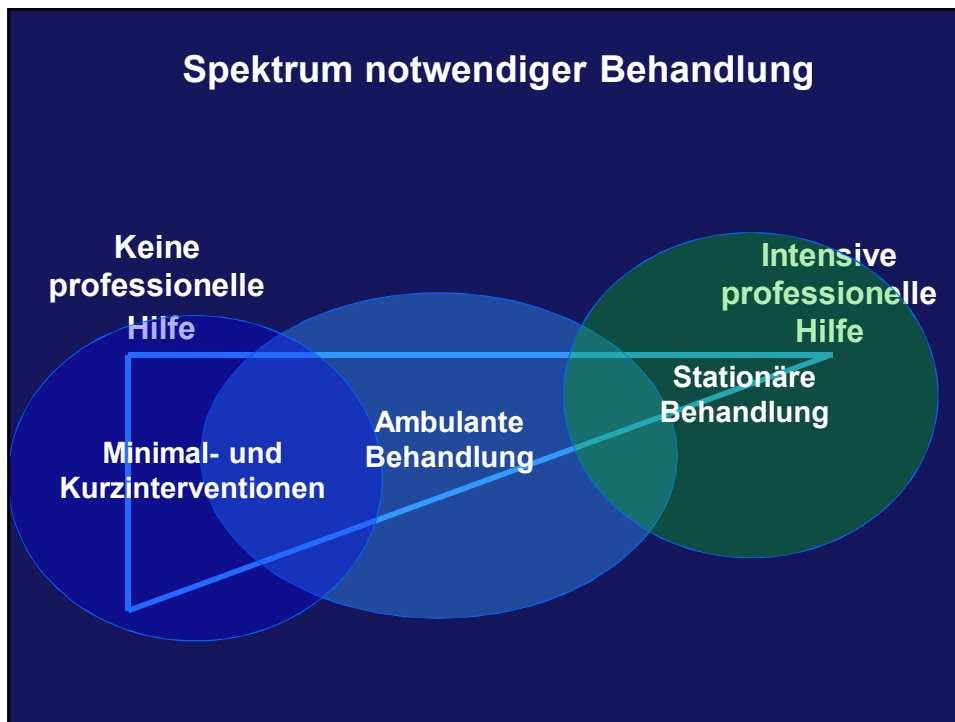 Spektrum notwendiger Behandlung
Keine
professionelle
Hilfe
Intensive
professionelle
Hilfe
Minimal- und
Kurzinterventionen
Ambulante
Behandlung
Stationäre
Behandlung